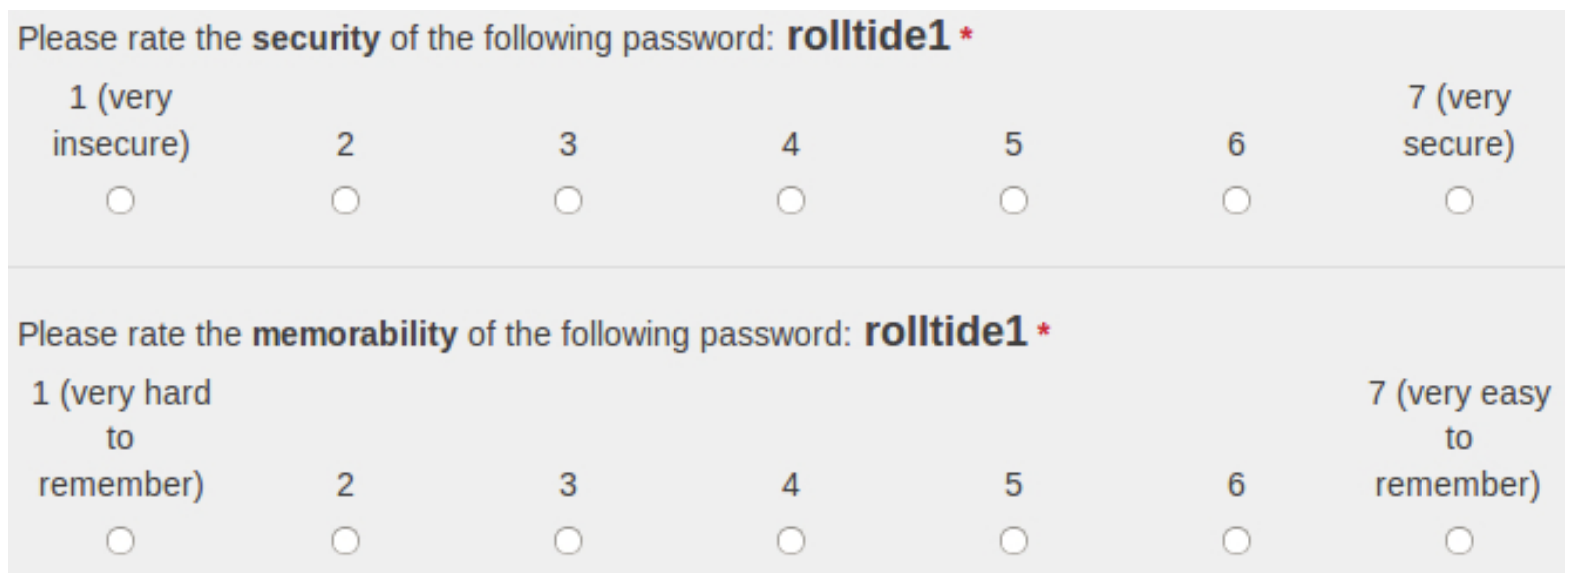 Please rate the security of the following password: rolltide1 *
1 (very insecure) 2 3 4 5 6 7 (very secure)
Please rate the memorability of the following password: rolltide1 *
1 (very hard to remember) 2 3 4 5 6 7 (very easy to remember)